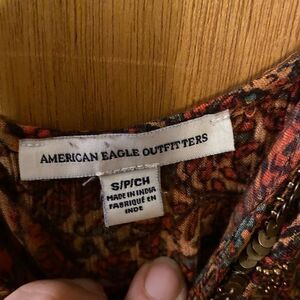 AMERICAN EAGLE OUTFITTERS
S/P/CH
MADE IN INDIA
FABRIQUÉ EN
INDE